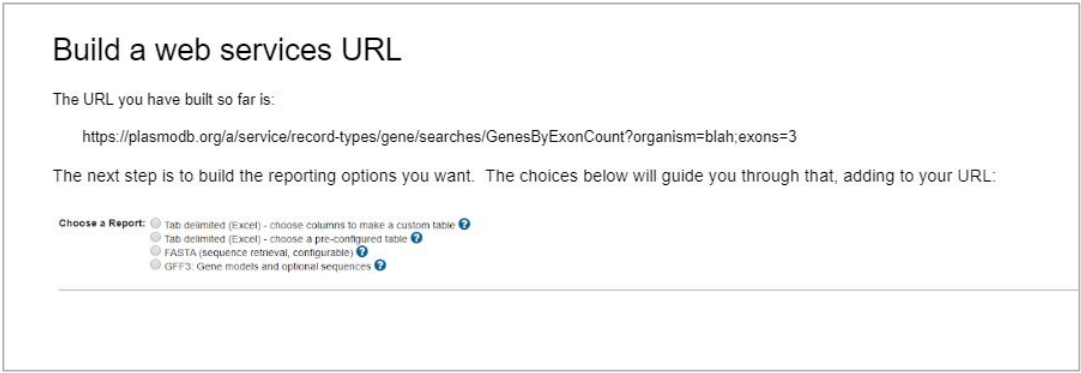 Build a web services URL
The URL you have built so far is:
https://plasmodb.org/a/service/record-types/gene/searches/GenesByExonCount?organism=blah;exons=3
The next step is to build the reporting options you want.  The choices below will guide you through that, adding to your URL:
Choose a Report: Tab delimited (Excel) - choose columns to make a custom table ?
Tab delimited (Excel) - choose a pre-configured table ?
FASTA (sequence retrieval, configurable) ?
GFF3: Gene models and optional sequences ?